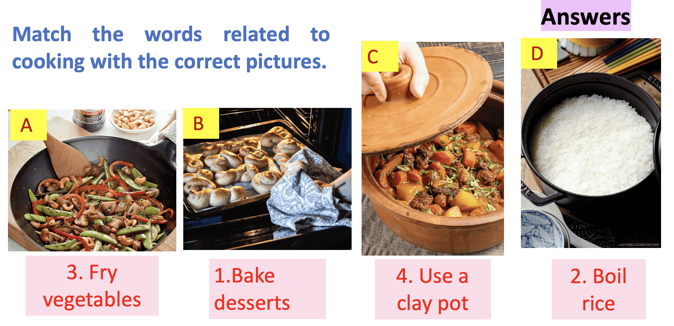 Answers
Match the words related to
cooking with the correct pictures.
A
B
C
D
3. Fry
vegetables
1.Bake
desserts
4. Use a
clay pot
2. Boil
rice